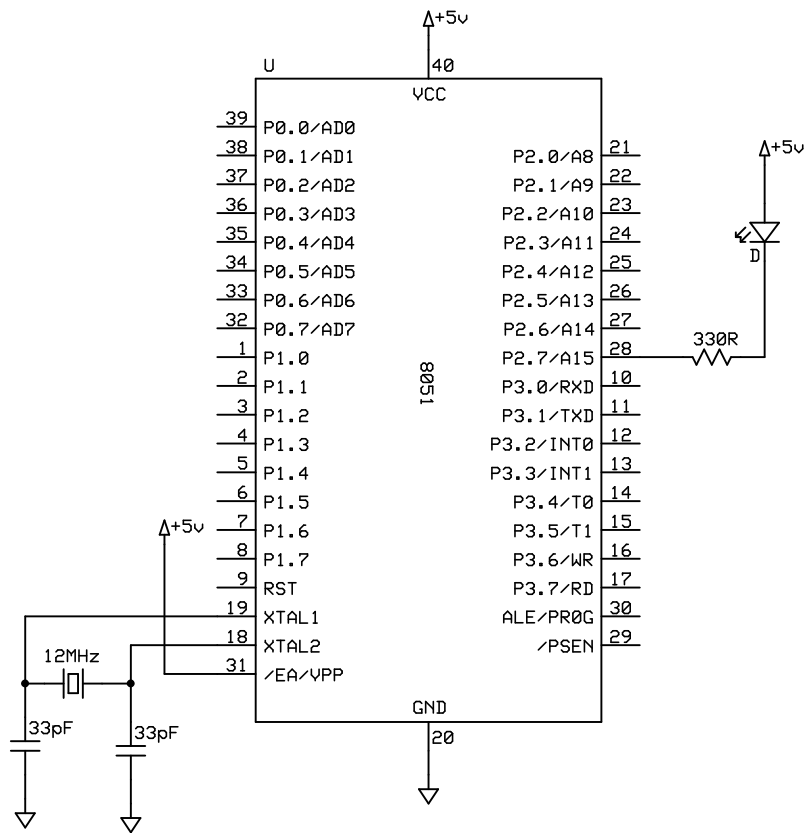 +5v
U
40
VCC
39 P0.0/AD0
38 P0.1/AD1
37 P0.2/AD2
36 P0.3/AD3
35 P0.4/AD4
34 P0.5/AD5
33 P0.6/AD6
32 P0.7/AD7
1 P1.0
2 P1.1
3 P1.2
4 P1.3
5 P1.4
6 P1.5
7 P1.6
8 P1.7
9 RST
19 XTAL1
18 XTAL2
31 /EA/VPP
8051
P2.0/A8 21
P2.1/A9 22
P2.2/A10 23
P2.3/A11 24
P2.4/A12 25
P2.5/A13 26
P2.6/A14 27
P2.7/A15 28
P3.0/RXD 10
P3.1/TXD 11
P3.2/INT0 12
P3.3/INT1 13
P3.4/T0 14
P3.5/T1 15
P3.6/WR 16
P3.7/RD 17
ALE/PROG 30
/PSEN 29
GND
20
+5v
D
330R
+5v
12MHz
33pF
33pF